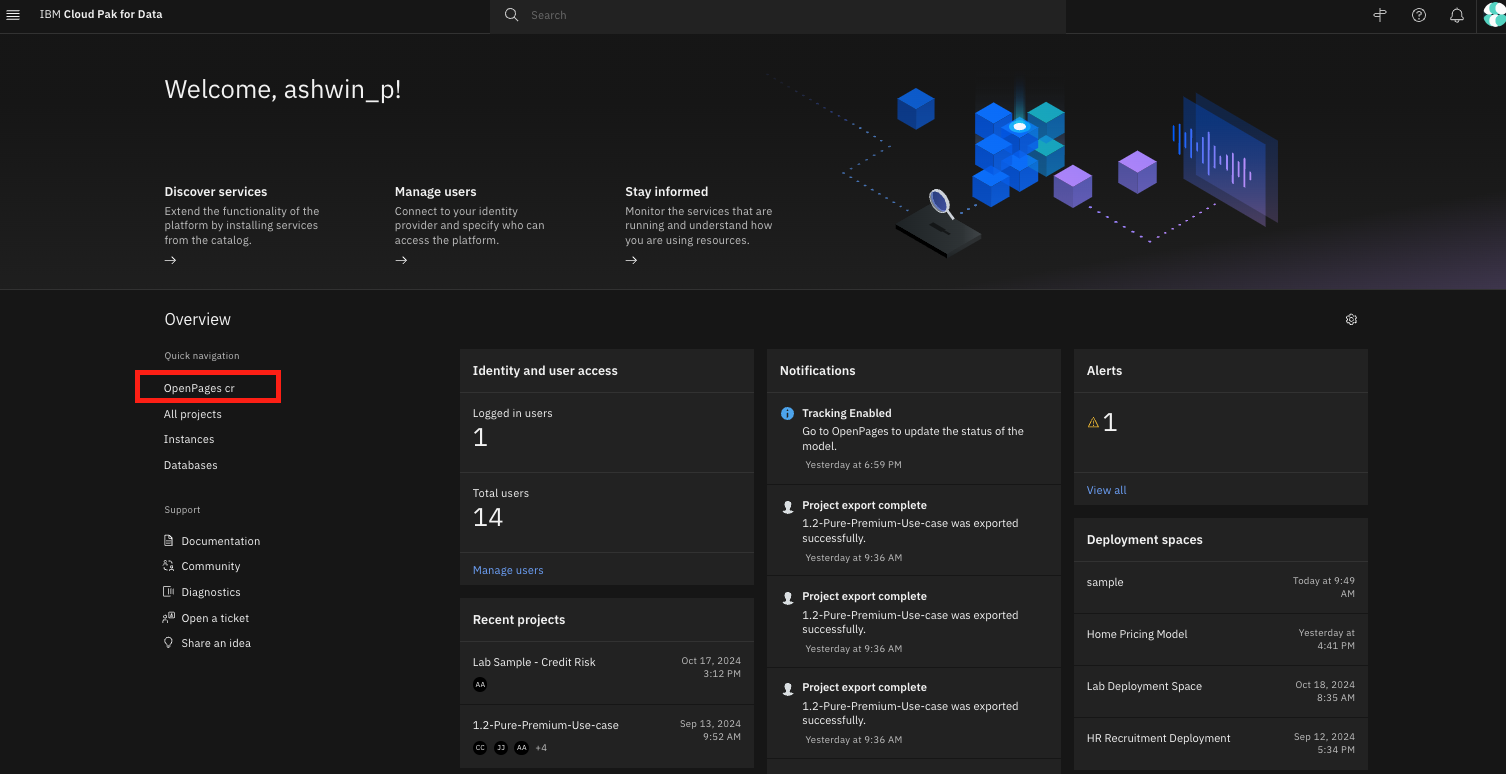 IBM Cloud Pak for Data
Search
Welcome, ashwin_p!
Discover services
Extend the functionality of the
platform by installing services
from the catalog.
Manage users
Connect to your identity
provider and specify who can
access the platform.
Stay informed
Monitor the services that are
running and understand how
you are using resources.
Overview
Quick navigation
OpenPages cr
All projects
Instances
Databases
Support
Documentation
Community
Diagnostics
Open a ticket
Share an idea
Identity and user access
Logged in users
1
Total users
14
Manage users
Recent projects
Lab Sample - Credit Risk
Oct 17, 2024
3:12 PM
AA
1.2-Pure-Premium-Use-case
Sep 13, 2024
9:52 AM
CC JJ AA +4
Notifications
Tracking Enabled
Go to OpenPages to update the status of the
model.
Yesterday at 6:59 PM
Project export complete
1.2-Pure-Premium-Use-case was exported
successfully.
Yesterday at 9:36 AM
Project export complete
1.2-Pure-Premium-Use-case was exported
successfully.
Yesterday at 9:36 AM
Project export complete
1.2-Pure-Premium-Use-case was exported
successfully.
Yesterday at 9:36 AM
Alerts
1
View all
Deployment spaces
sample
Today at 9:49
AM
Home Pricing Model
Yesterday at
4:41 PM
Lab Deployment Space
Oct 18, 2024
8:35 AM
HR Recruitment Deployment
Sep 12, 2024
5:34 PM